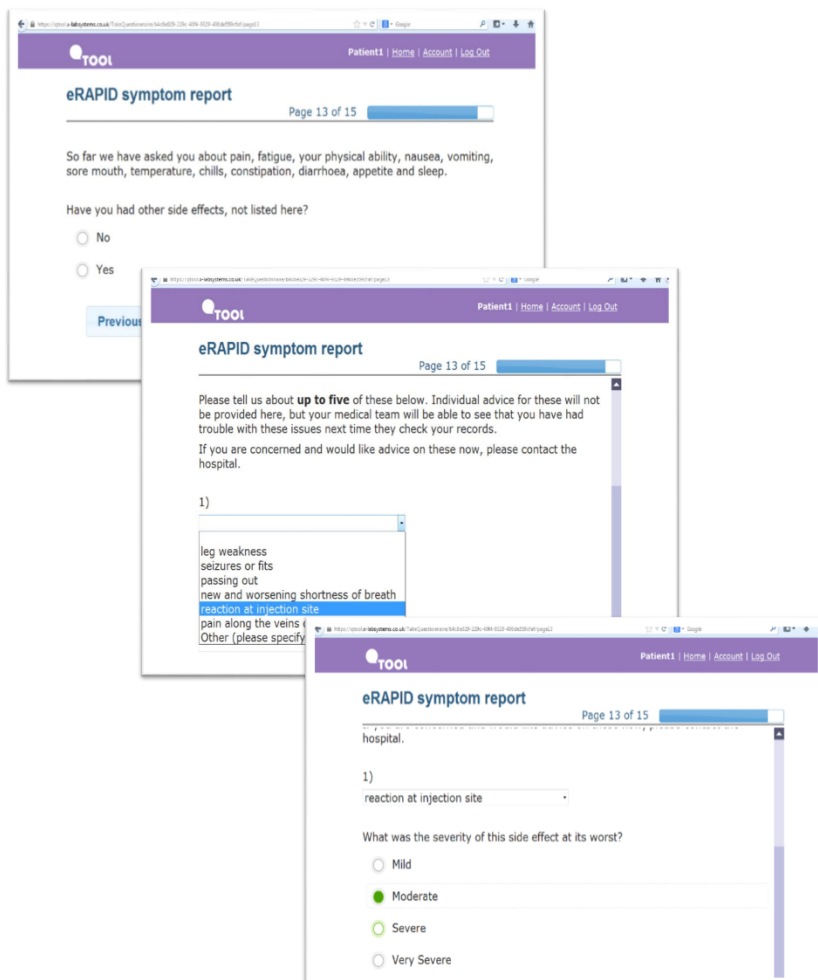 Google
QTOOL
Patient1 | Home | Account | Log Out
eRAPID symptom report
Page 13 of 15
So far we have asked you about pain, fatigue, your physical ability, nausea, vomiting,
sore mouth, temperature, chills, constipation, diarrhoea, appetite and sleep.
Have you had other side effects, not listed here?
No
Yes
Previous
Google
QTOOL
Patient1 | Home | Account | Log Out
eRAPID symptom report
Page 13 of 15
Please tell us about up to five of these below. Individual advice for these will not
be provided here, but your medical team will be able to see that you have had
trouble with these issues next time they check your records.
If you are concerned and would like advice on these now, please contact the
hospital.
1)
leg weakness
seizures or fits
passing out
new and worsening shortness of breath
reaction at injection site
pain along the veins
Other (please specify
Google
QTOOL
Patient1 | Home | Account | Log Out
eRAPID symptom report
Page 13 of 15
hospital.
1)
reaction at injection site
What was the severity of this side effect at its worst?
Mild
Moderate
Severe
Very Severe